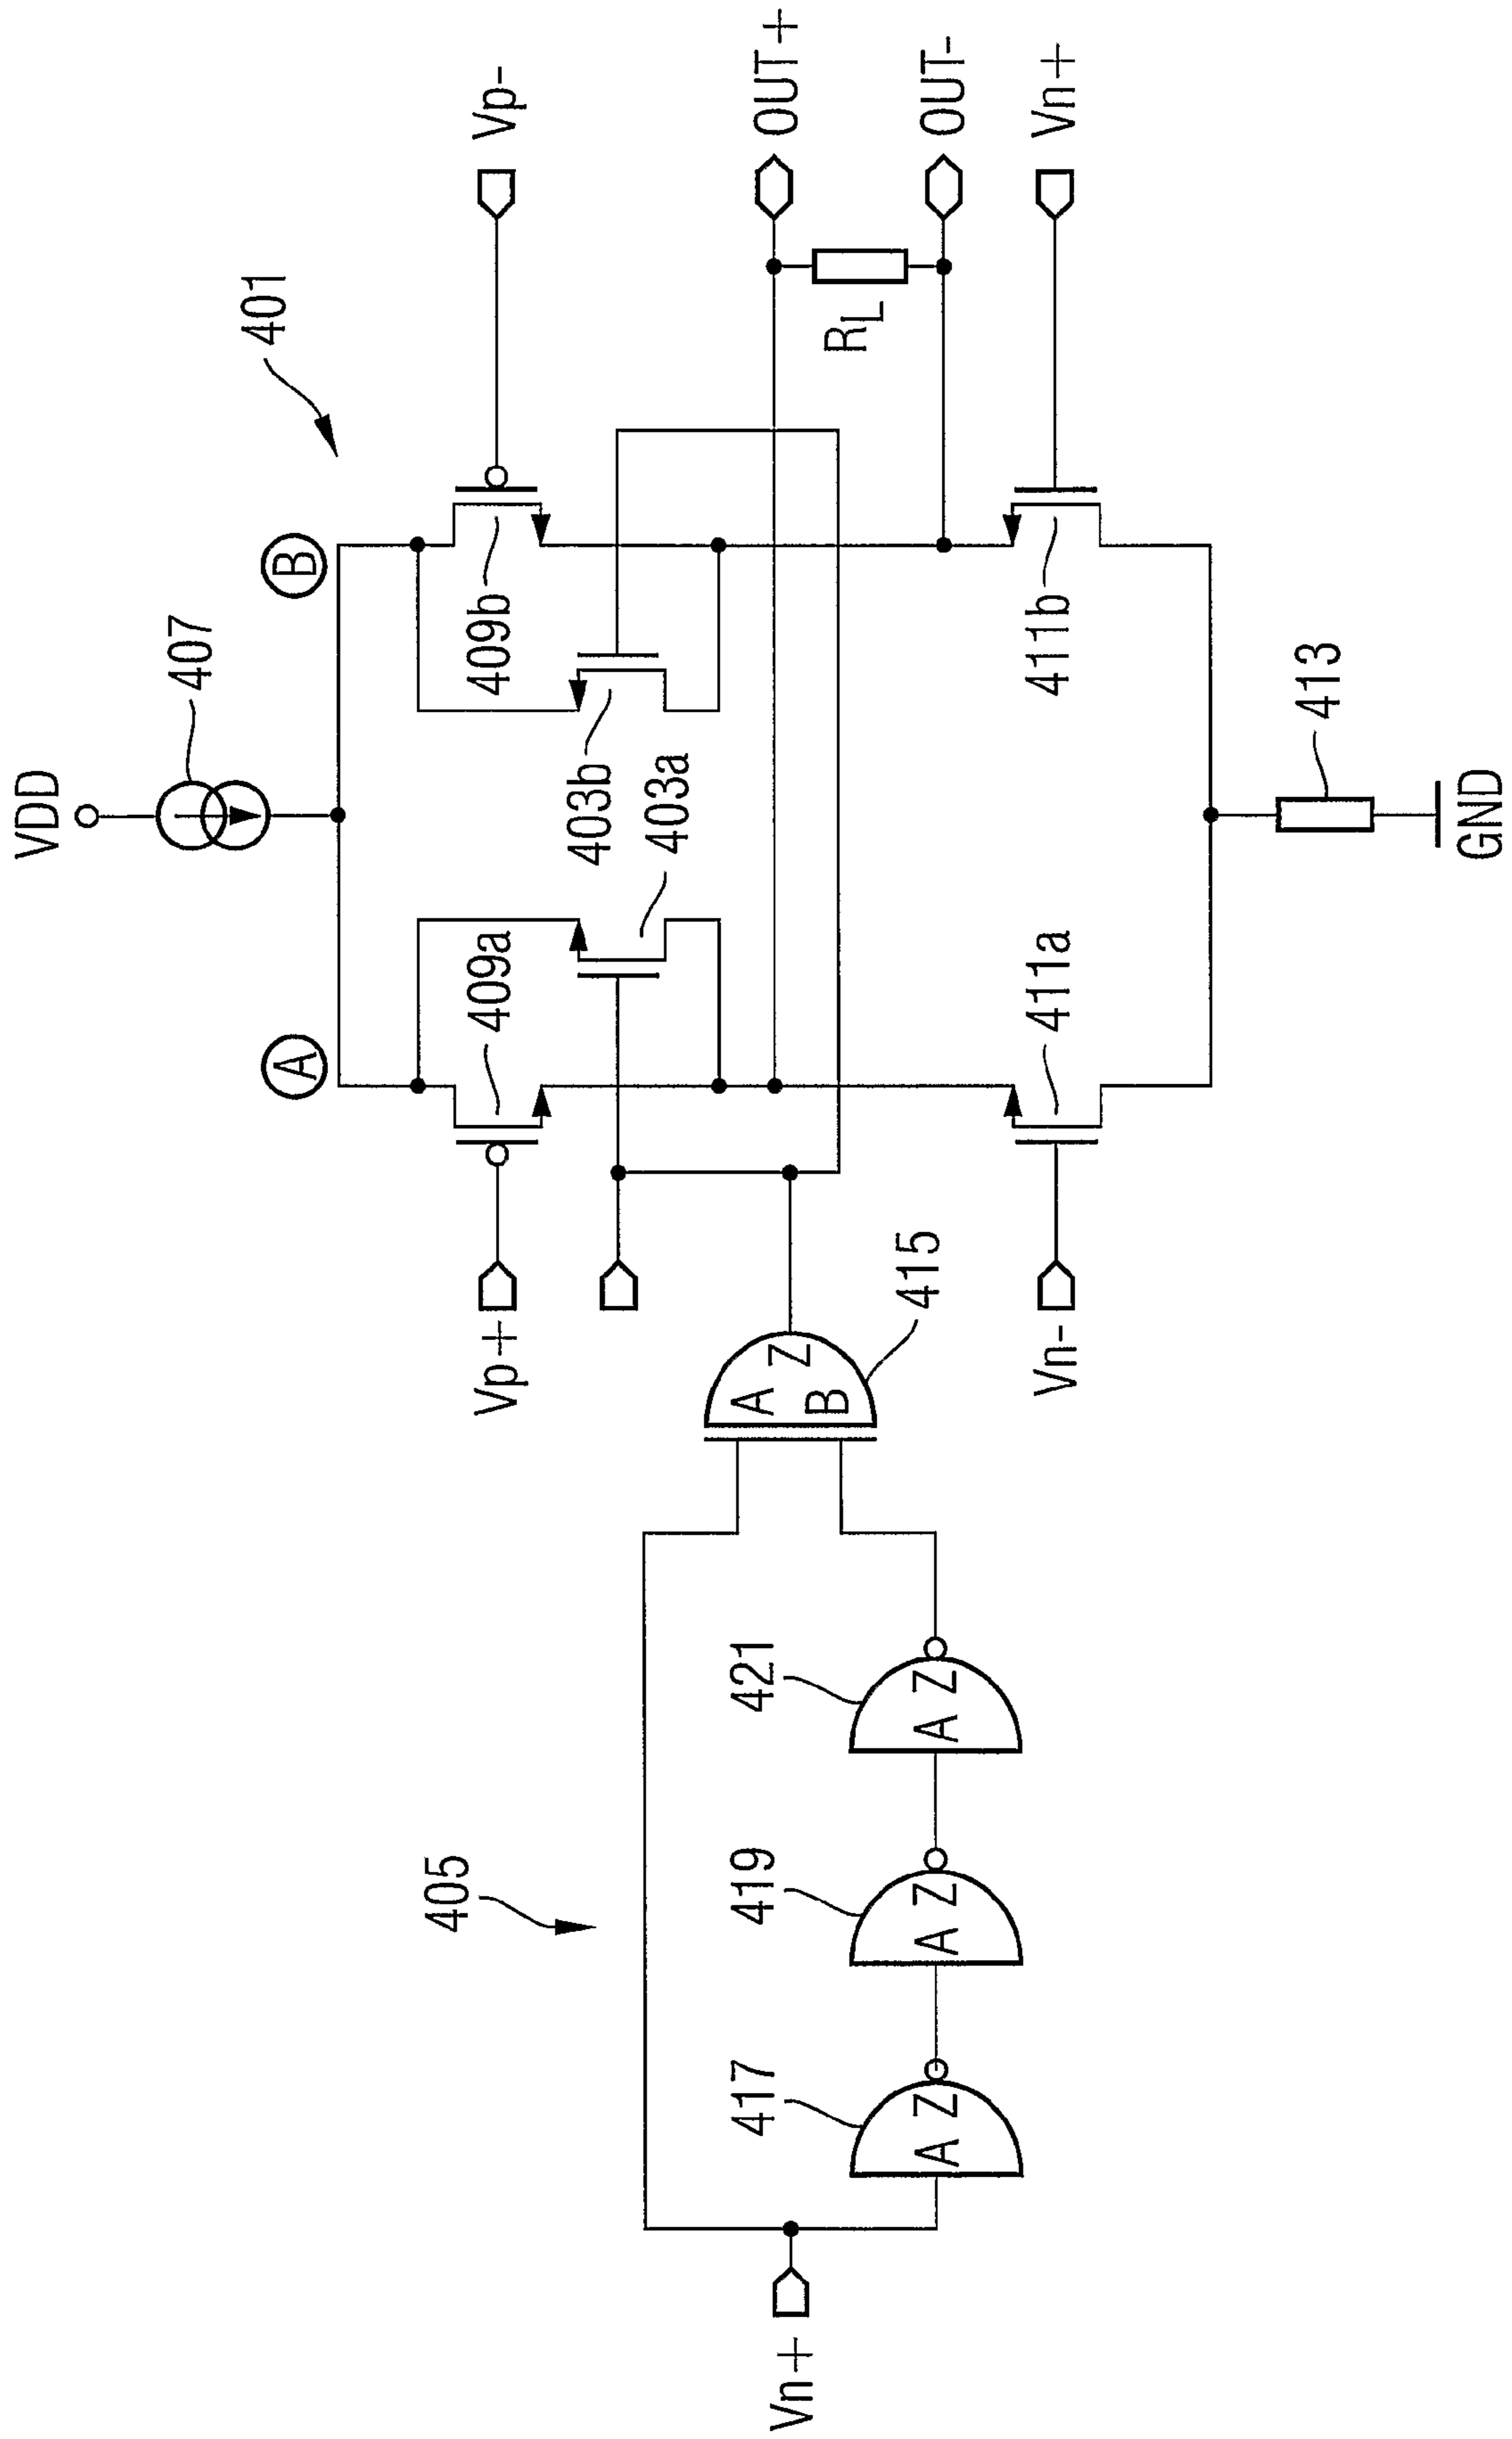 VDD
407
401
A
B
Vp+
409a
409b
Vp-
403b
403a
OUT+
RL
OUT-
Vn-
411a
411b
Vn+
413
GND
405
Vn+
417
A Z
419
A Z
421
A Z
A
Z
B
415